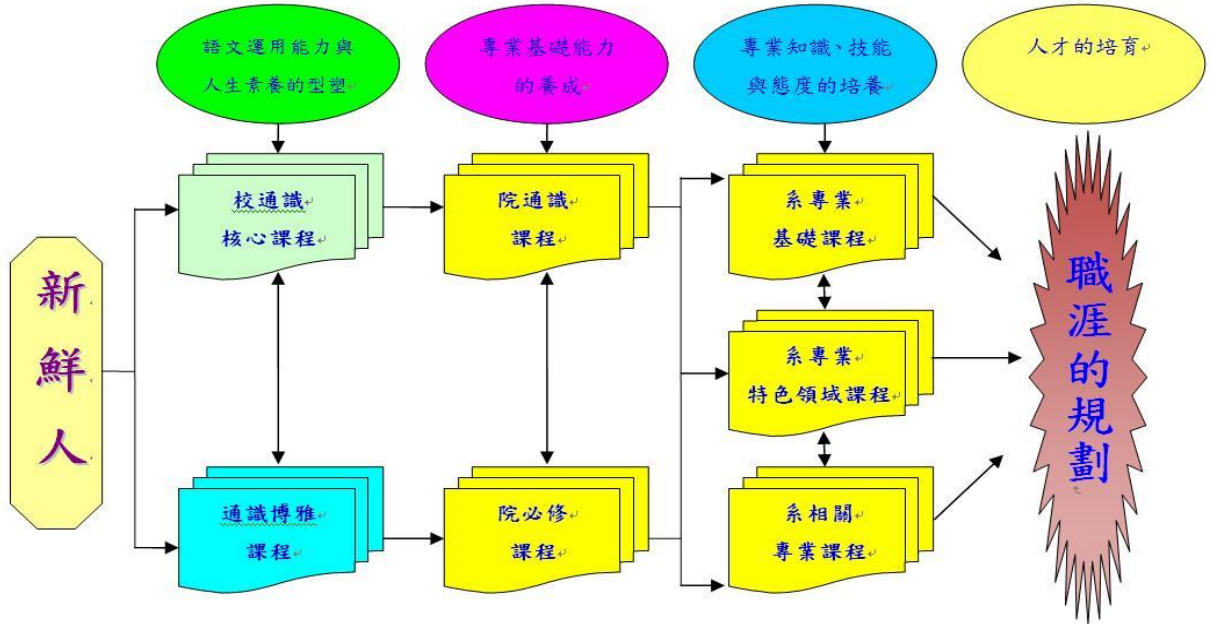 語文運用能力與
人生素養的型塑
專業基礎能力
的養成
專業知識、技能
與態度的培養
人才的培育
新鮮人
校通識
核心課程
院通識
課程
系專業
基礎課程
系專業
特色領域課程
通識博雅
課程
院必修
課程
系相關
專業課程
職涯的規劃